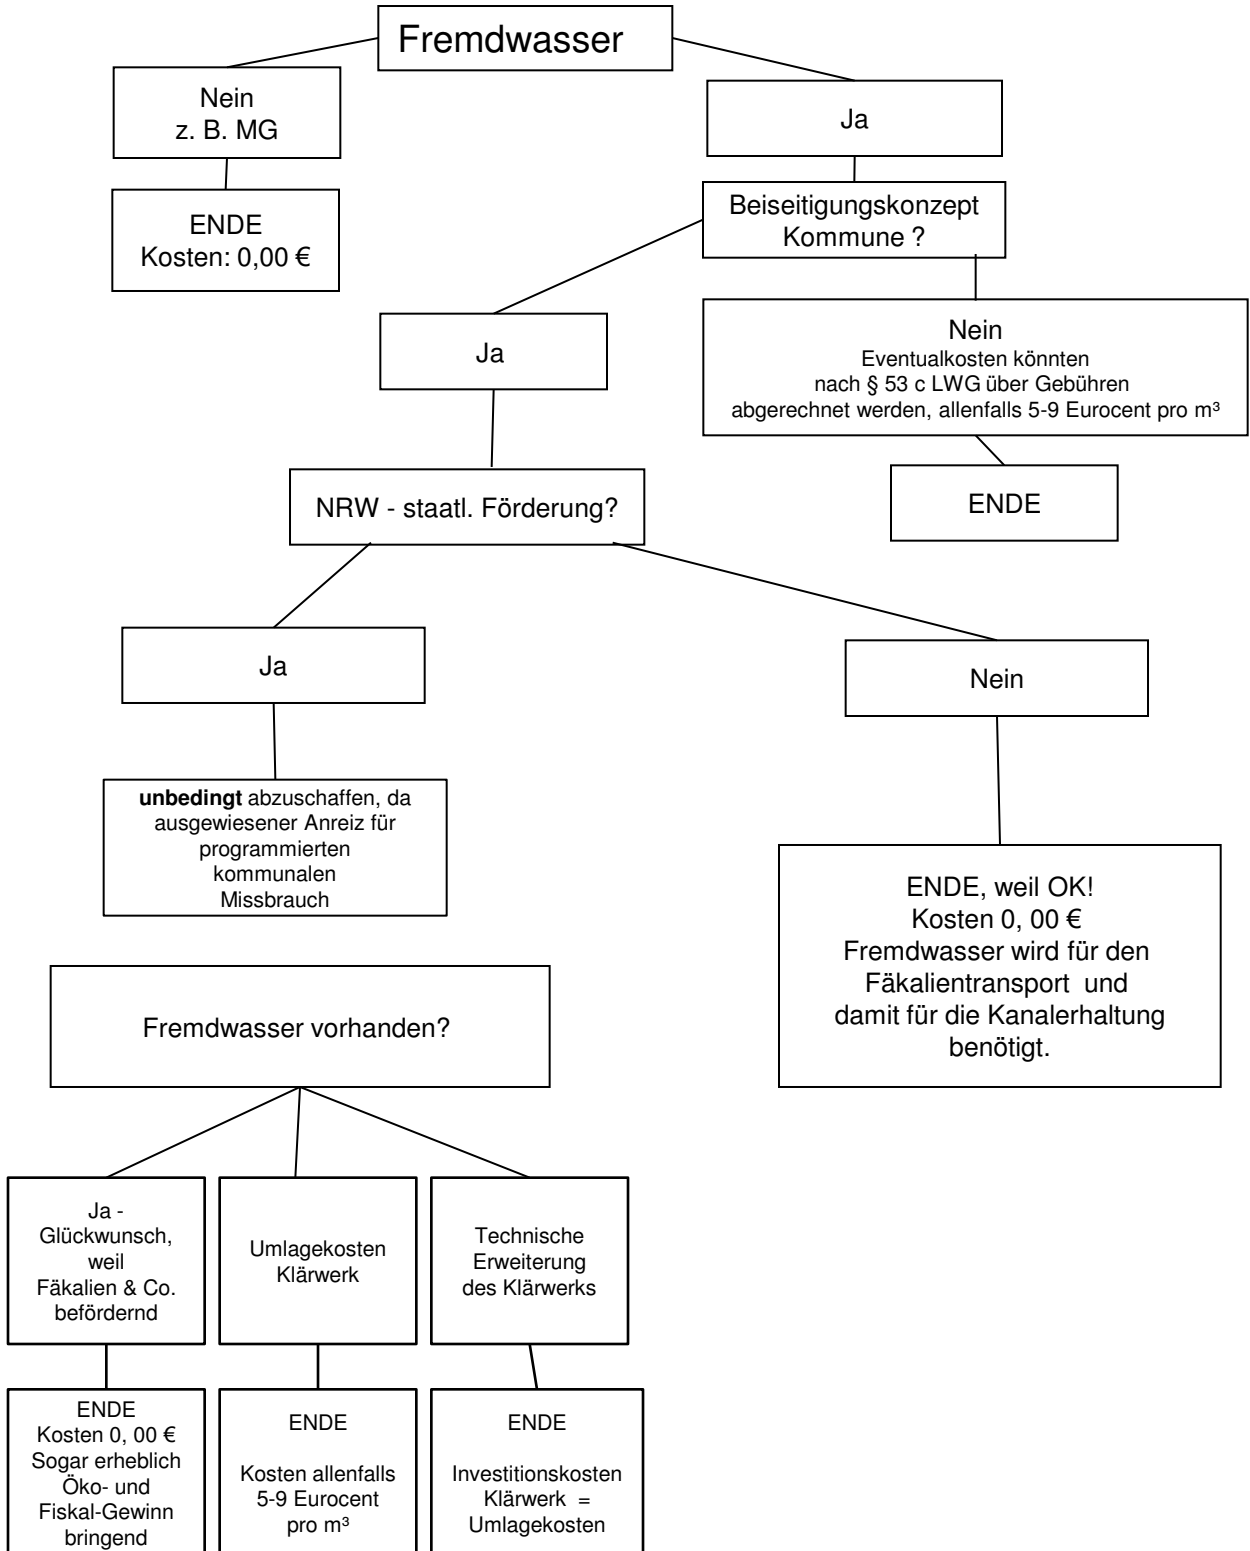 Fremdwasser
Nein
z. B. MG
Ja
ENDE
Kosten: 0,00 €
Beiseitigungskonzept
Kommune ?
Ja
Nein
Eventualkosten könnten
nach § 53 c LWG über Gebühren
abgerechnet werden, allenfalls 5-9 Eurocent pro m³
ENDE
NRW - staatl. Förderung?
Ja
Nein
unbedingt abzuschaffen, da
ausgewiesener Anreiz für
programmierten
kommunalen
Missbrauch
ENDE, weil OK!
Kosten 0, 00 €
Fremdwasser wird für den
Fäkalientransport und
damit für die Kanalerhaltung
benötigt.
Fremdwasser vorhanden?
Ja -
Glückwunsch,
weil
Fäkalien & Co.
befördernd
Umlagekosten
Klärwerk
Technische
Erweiterung
des Klärwerks
ENDE
Kosten 0, 00 €
Sogar erheblich
Öko- und
Fiskal-Gewinn
bringend
ENDE
Kosten allenfalls
5-9 Eurocent
pro m³
ENDE
Investitionskosten
Klärwerk =
Umlagekosten